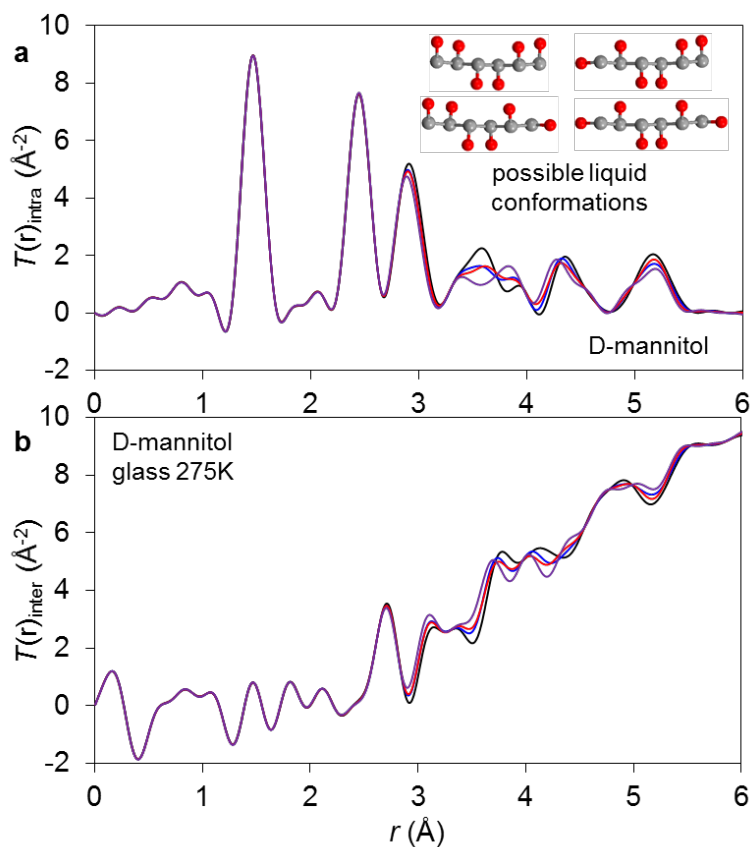 a
10
8
6
4
2
0
-2
T(r)intra (Å-2)
possible liquid
conformations
D-mannitol
0 1 2 3 4 5 6
b
10
8
6
4
2
0
-2
T(r)inter (Å-2)
D-mannitol
glass 275K
0 1 2 3 4 5 6
r (Å)